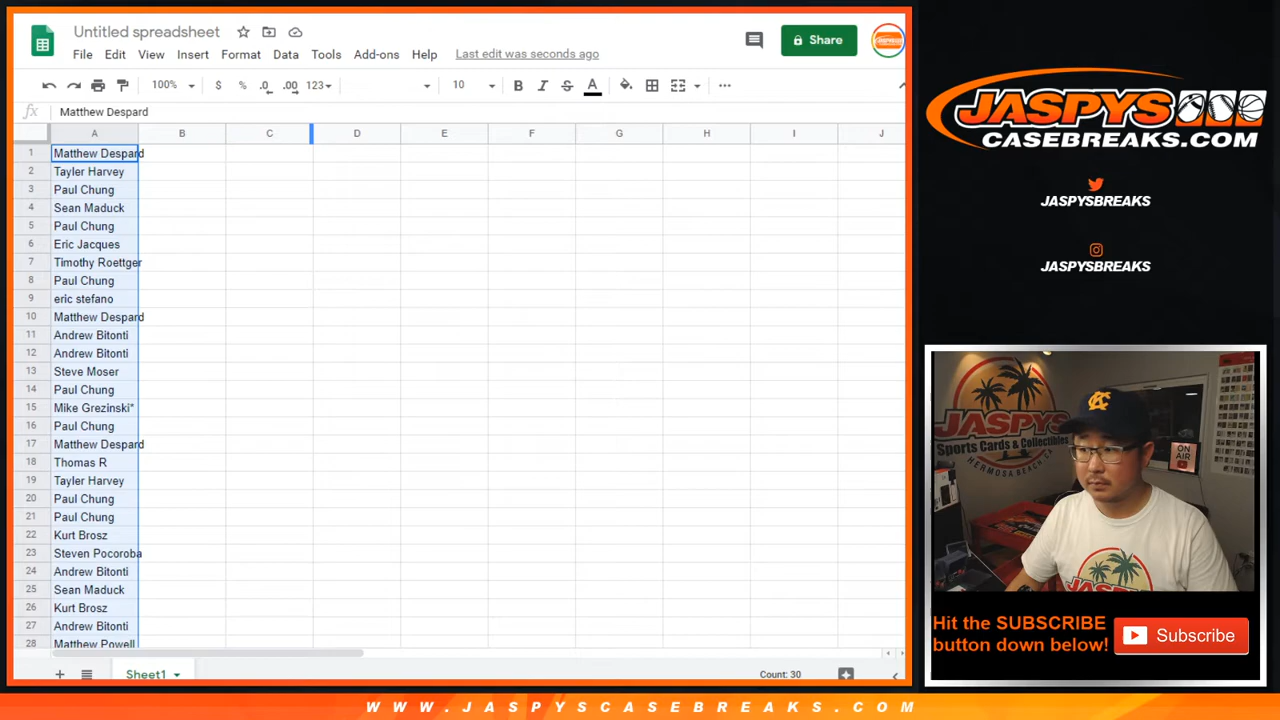 Untitled spreadsheet
File Edit View Insert Format Data Tools Add-ons Help Last edit was seconds ago
Share
100% $ % .0 .00 123 10 B I S A
fx Matthew Despard
A B C D E F G H I J
1 Matthew Despard
2 Tayler Harvey
3 Paul Chung
4 Sean Maduck
5 Paul Chung
6 Eric Jacques
7 Timothy Roettger
8 Paul Chung
9 eric stefano
10 Matthew Despard
11 Andrew Bitonti
12 Andrew Bitonti
13 Steve Moser
14 Paul Chung
15 Mike Grezinski*
16 Paul Chung
17 Matthew Despard
18 Thomas R
19 Tayler Harvey
20 Paul Chung
21 Paul Chung
22 Kurt Brosz
23 Steven Pocoroba
24 Andrew Bitonti
25 Sean Maduck
26 Kurt Brosz
27 Andrew Bitonti
28 Matthew Powell
Sheet1
Count: 30
JASPYS
CASEBREAKS.COM
JASPYSBREAKS
JASPYSBREAKS
JASPY'S
Sports Cards & Collectibles
HERMOSA BEACH CA
ON
AIR
Hit the SUBSCRIBE
button down below!
Subscribe
WWW.JASPYSCASEBREAKS.COM